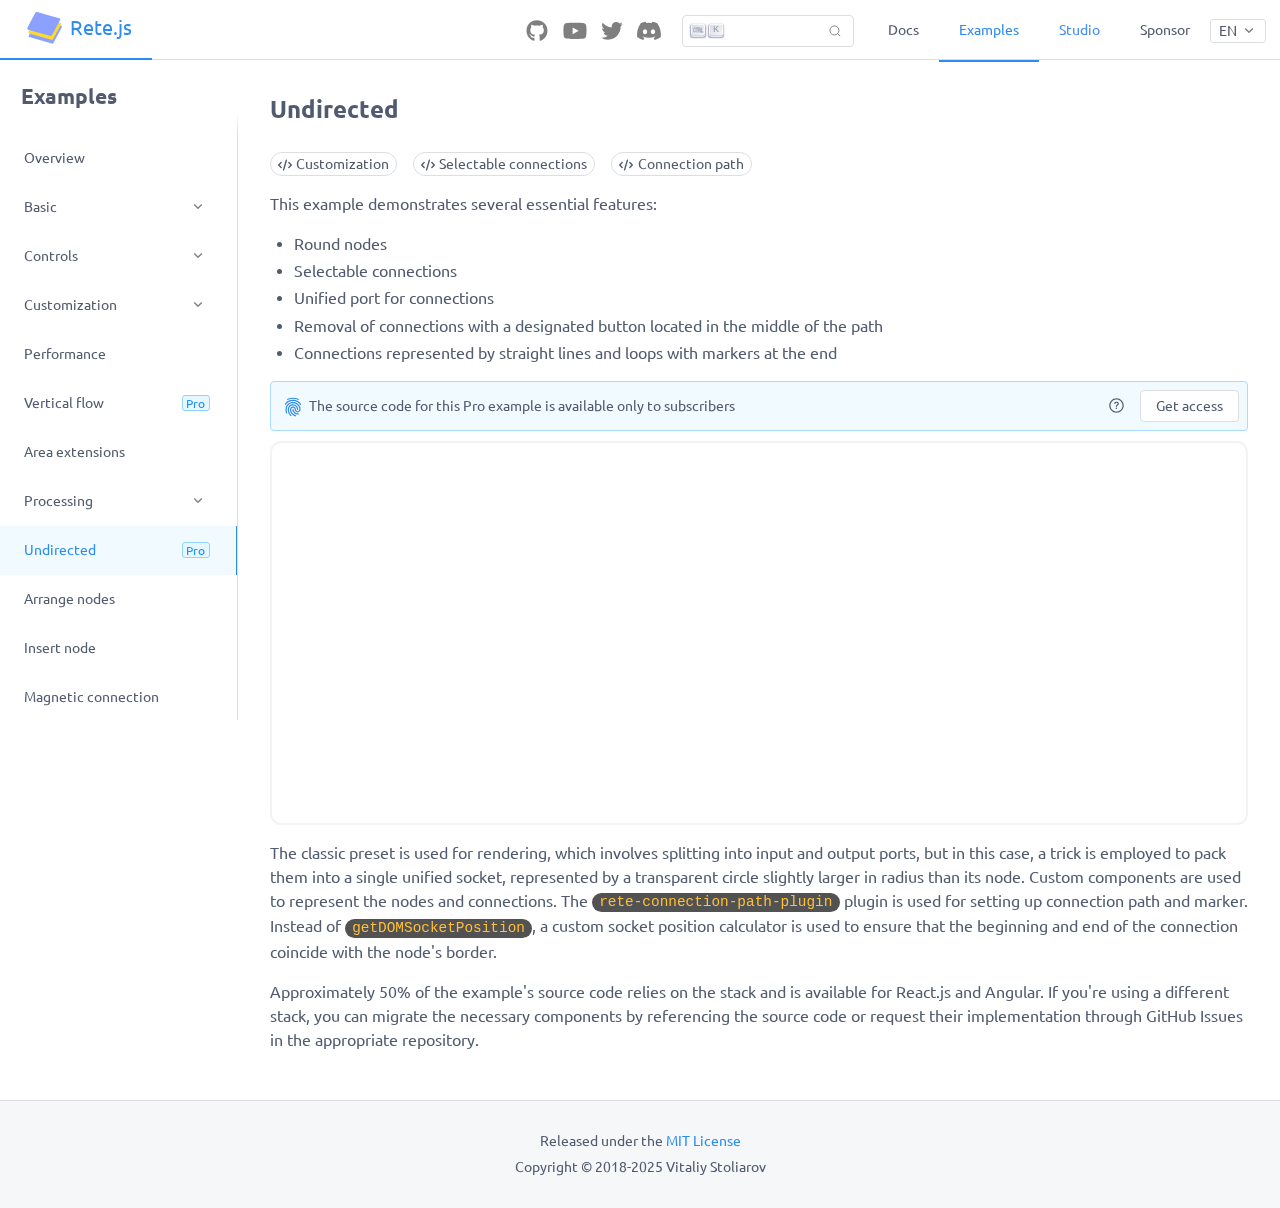 Rete.js
K
Docs
Examples
Studio
Sponsor
EN
Examples
Overview
Basic
Controls
Customization
Performance
Vertical flow
Pro
Area extensions
Processing
Undirected
Pro
Arrange nodes
Insert node
Magnetic connection
Undirected
Customization
Selectable connections
Connection path
This example demonstrates several essential features:
Round nodes
Selectable connections
Unified port for connections
Removal of connections with a designated button located in the middle of the path
Connections represented by straight lines and loops with markers at the end
The source code for this Pro example is available only to subscribers
Get access
The classic preset is used for rendering, which involves splitting into input and output ports, but in this case, a trick is employed to pack
them into a single unified socket, represented by a transparent circle slightly larger in radius than its node. Custom components are used
to represent the nodes and connections. The rete-connection-path-plugin plugin is used for setting up connection path and marker.
Instead of getDOMSocketPosition, a custom socket position calculator is used to ensure that the beginning and end of the connection
coincide with the node's border.
Approximately 50% of the example's source code relies on the stack and is available for React.js and Angular. If you're using a different
stack, you can migrate the necessary components by referencing the source code or request their implementation through GitHub Issues
in the appropriate repository.
Released under the MIT License
Copyright © 2018-2025 Vitaliy Stoliarov